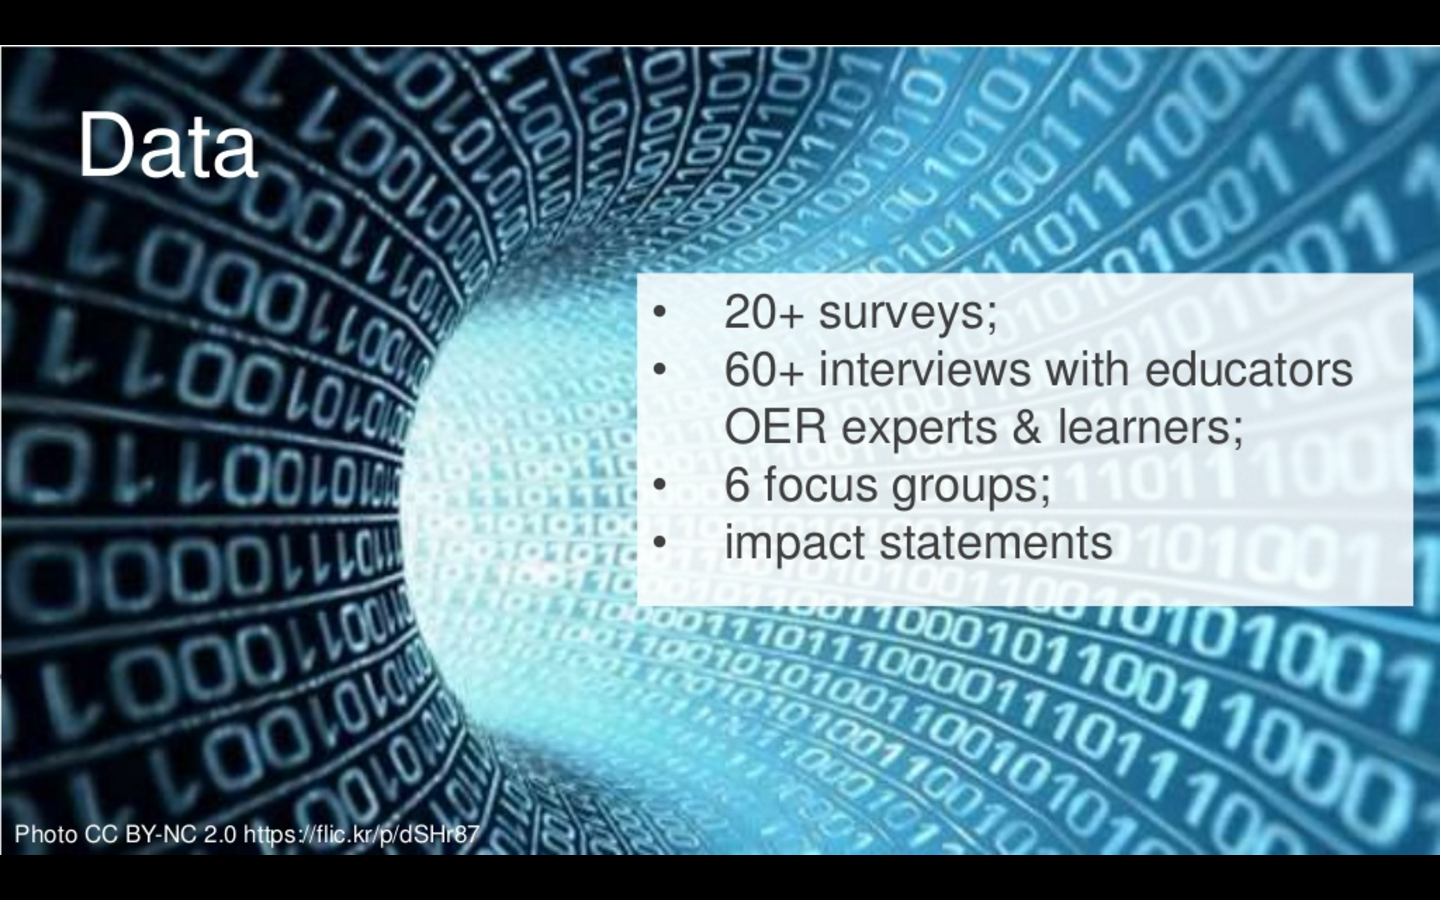 Data
• 20+ surveys;
• 60+ interviews with educators
OER experts & learners;
• 6 focus groups;
• impact statements
Photo CC BY-NC 2.0 https://flic.kr/p/dSHr87